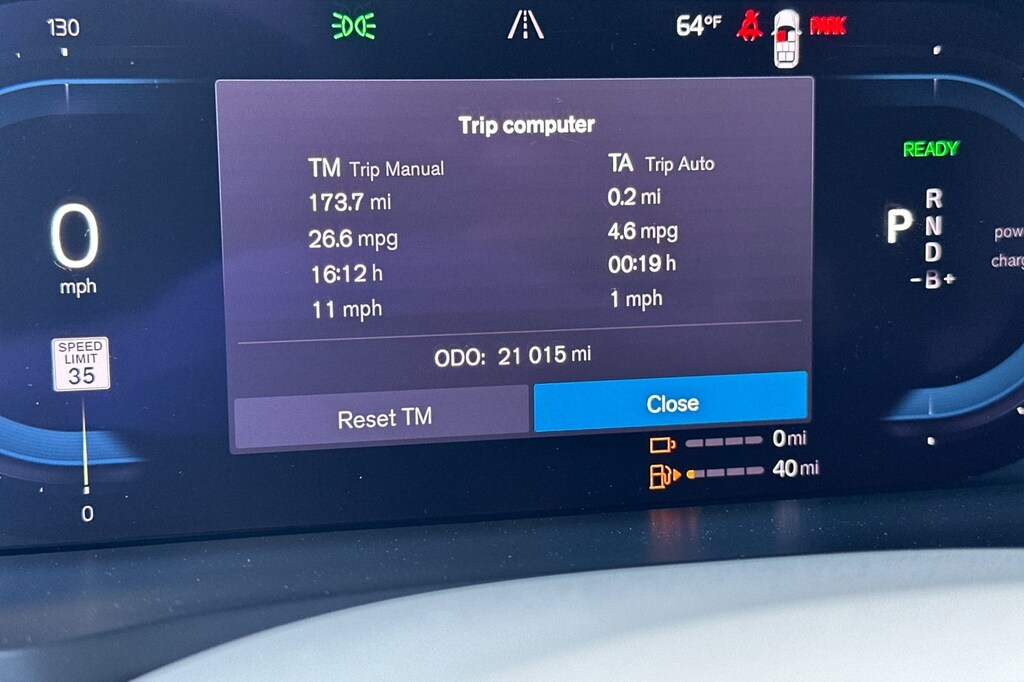 130
64°F
PARK
Trip computer
TM Trip Manual
173.7 mi
26.6 mpg
16:12 h
11 mph
TA Trip Auto
0.2 mi
4.6 mpg
00:19 h
1 mph
ODO: 21 015 mi
Reset TM
Close
0
mph
SPEED
LIMIT
35
0
READY
P
R
N
D
-B+
0 mi
40 mi